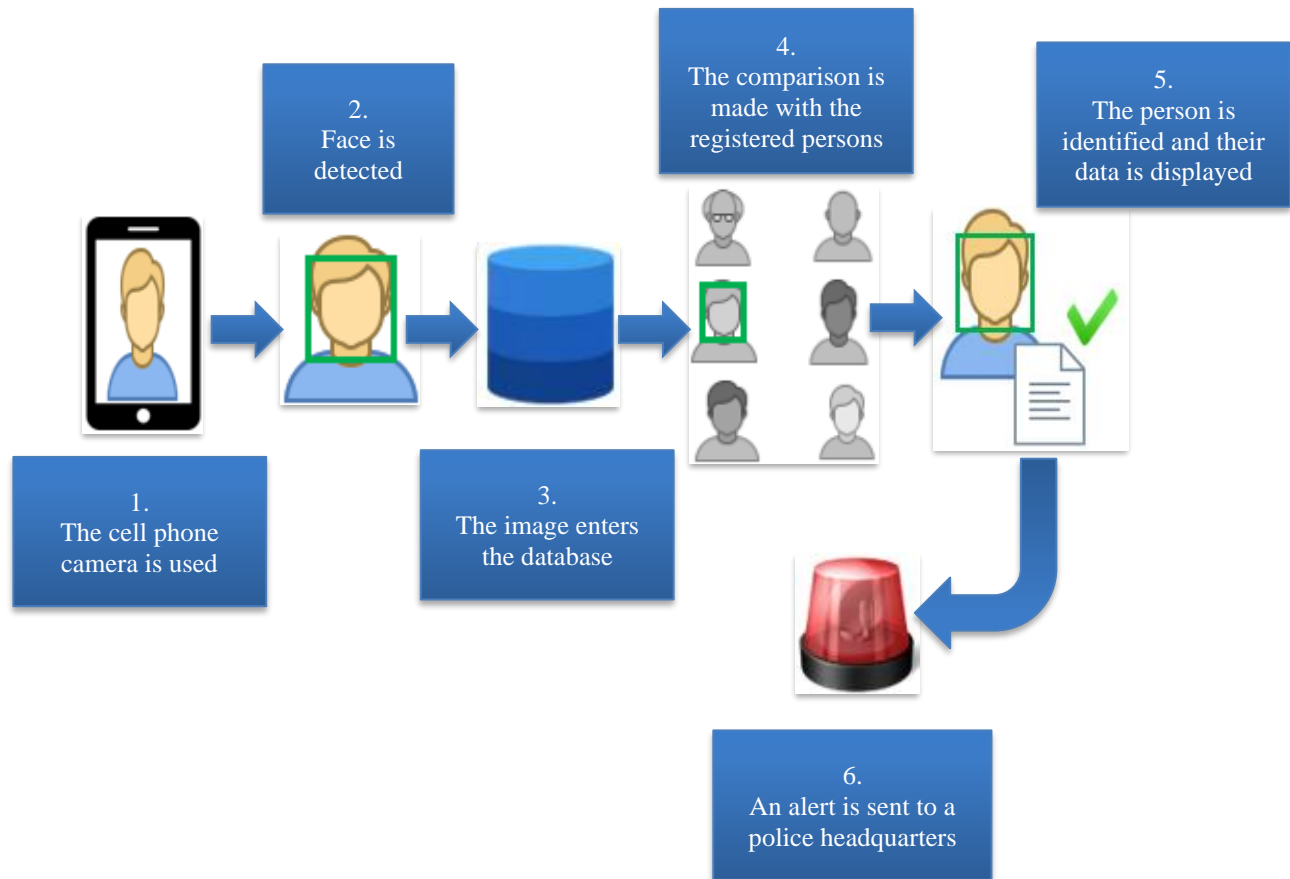 1.
The cell phone
camera is used
2.
Face is
detected
3.
The image enters
the database
4.
The comparison is
made with the
registered persons
5.
The person is
identified and their
data is displayed
6.
An alert is sent to a
police headquarters